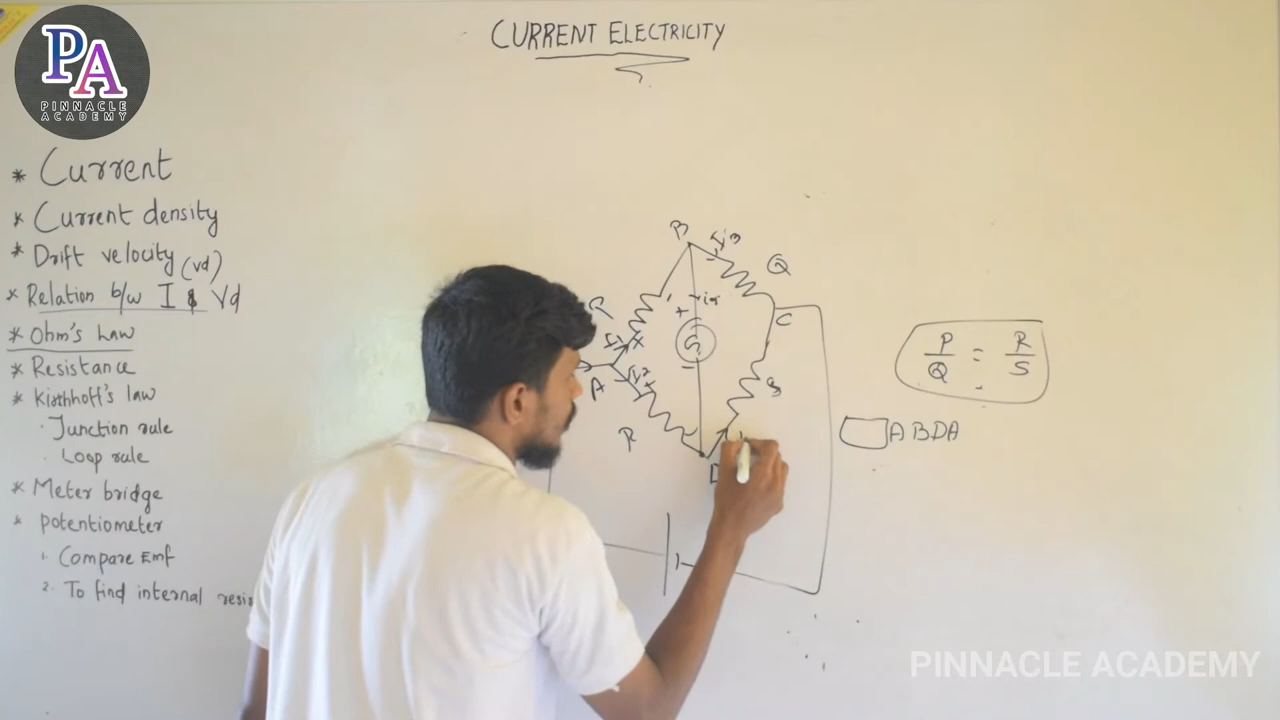 PA
PINNACLE
ACADEMY
CURRENT ELECTRICITY
* Current
* Current density
* Drift velocity (vd)
* Relation b/w I & Vd
* Ohm's Law
* Resistance
* Kirchhoff's law
· Junction rule
· Loop rule
* Meter bridge
* Potentiometer
1. Compare Emf
2. To find internal resis
B
Q
P
+
G
-
A
C
R
S
D
P/Q = R/S
ABDA
PINNACLE ACADEMY